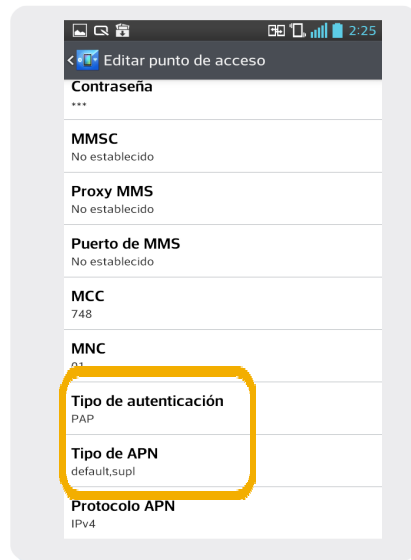 2:25
Editar punto de acceso
Contraseña
***
MMSC
No establecido
Proxy MMS
No establecido
Puerto de MMS
No establecido
MCC
748
MNC
01
Tipo de autenticación
PAP
Tipo de APN
default,supl
Protocolo APN
IPv4